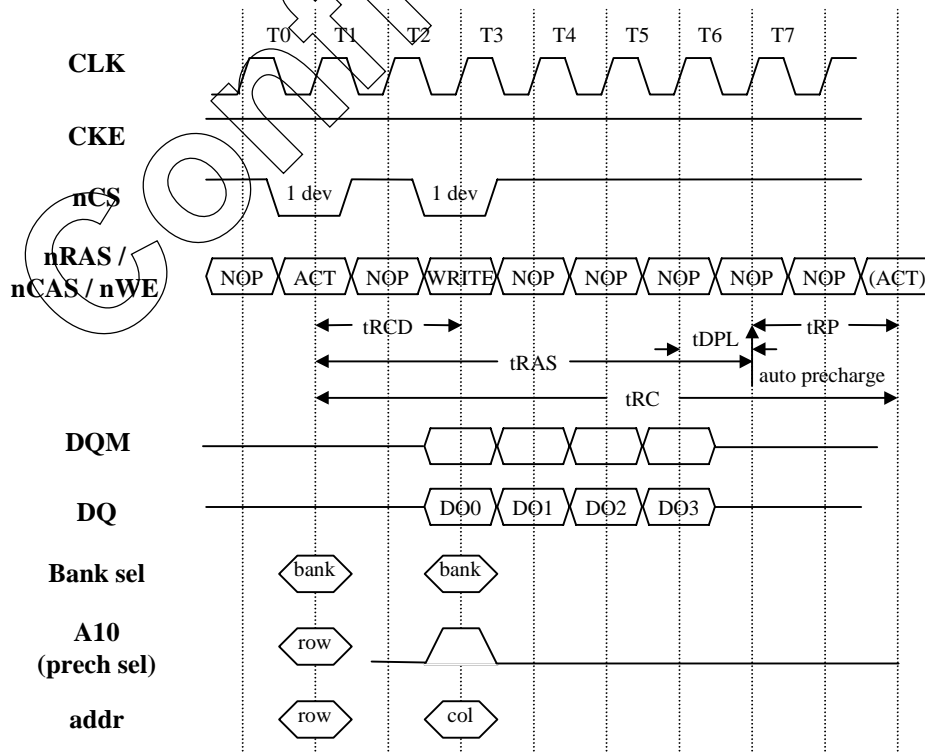 T0 T1 T2 T3 T4 T5 T6 T7
CLK
CKE
nCS 1 dev 1 dev
nRAS /
nCAS / nWE NOP ACT NOP WRITE NOP NOP NOP NOP NOP (ACT)
tRCD tDPL tRP
tRAS
auto precharge
tRC
DQM
DQ DO0 DO1 DO2 DO3
Bank sel bank bank
A10
(prech sel) row
addr row col